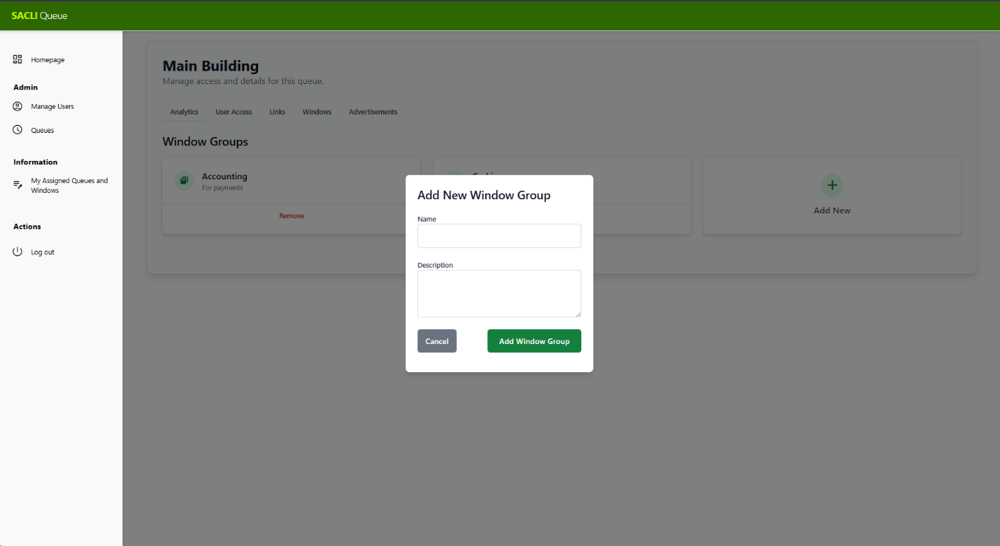 SACLI Queue
Homepage
Admin
Manage Users
Queues
Information
My Assigned Queues and
Windows
Actions
Log out
Main Building
Manage access and details for this queue.
Analytics User Access Links Windows Advertisements
Window Groups
Accounting
For payments
Remove
Add New
Add New Window Group
Name
Description
Cancel Add Window Group